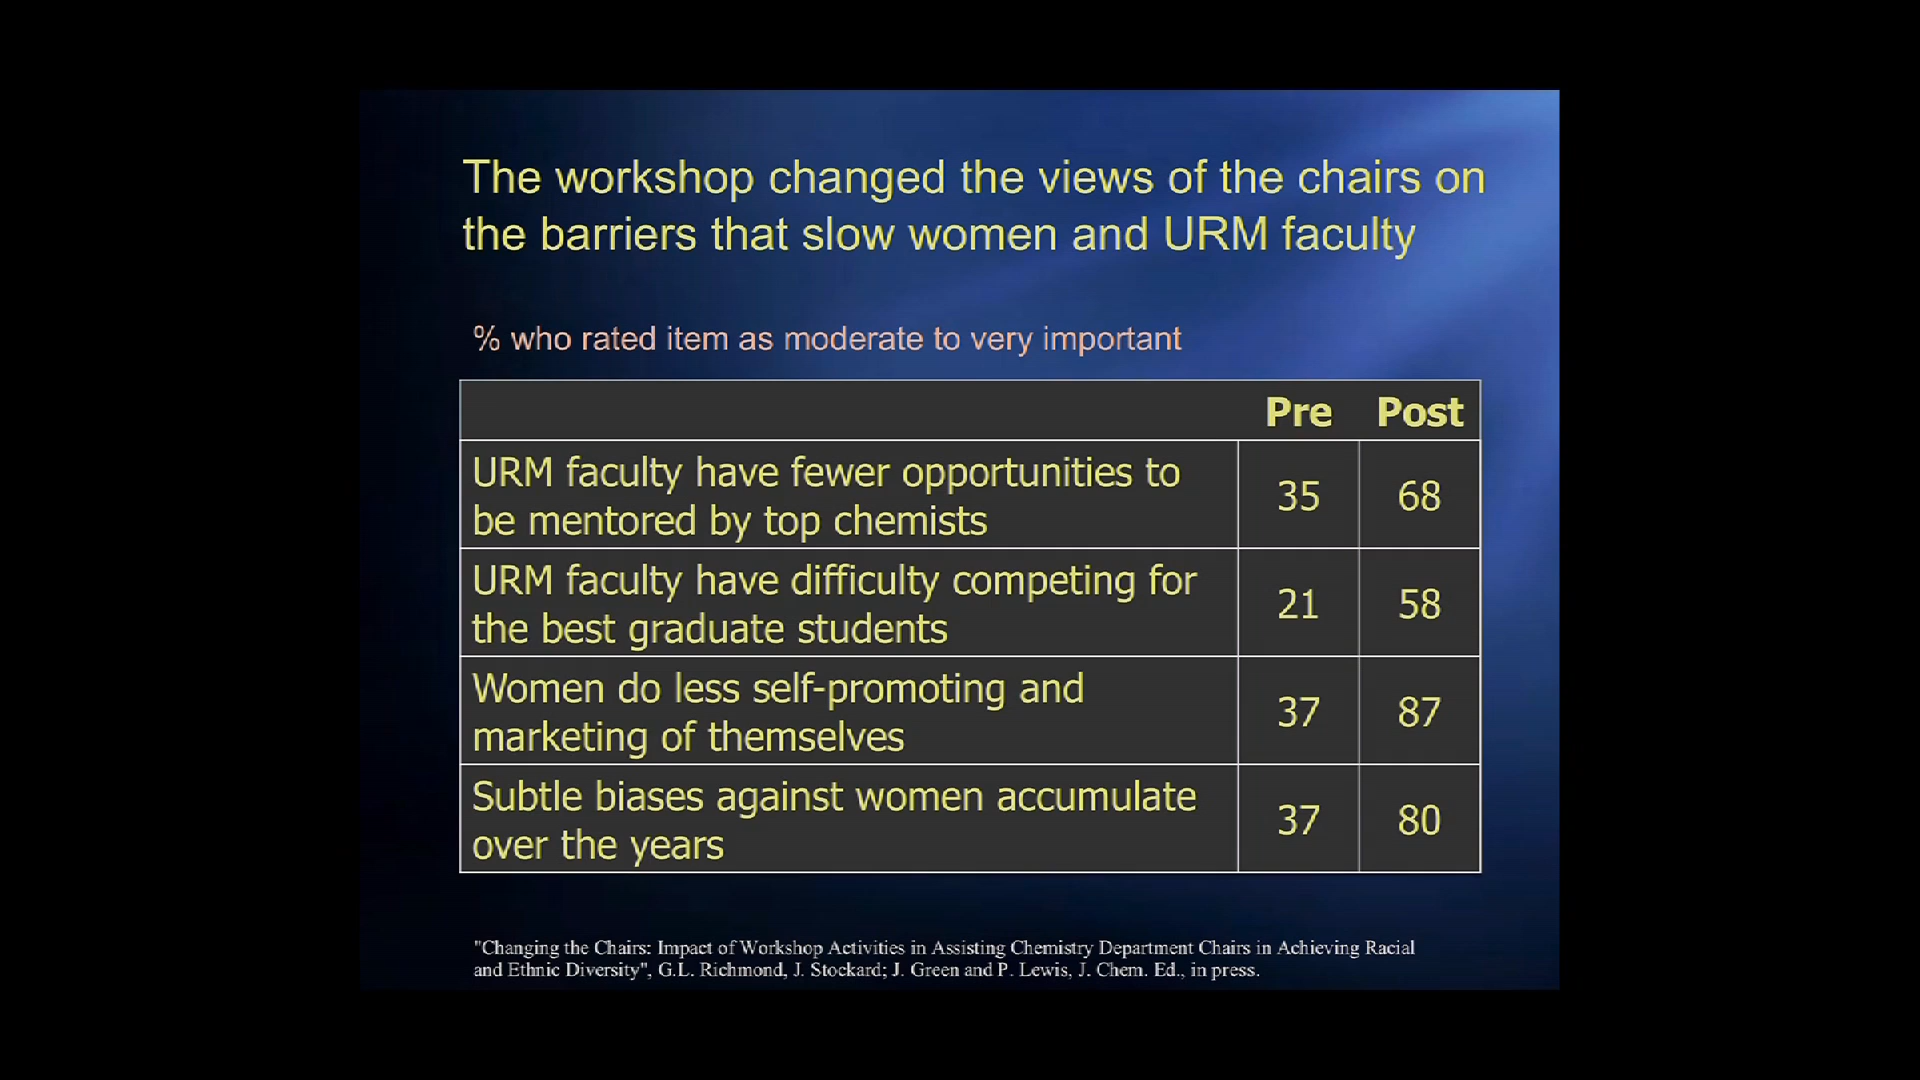 The workshop changed the views of the chairs on
the barriers that slow women and URM faculty
% who rated item as moderate to very important
Pre Post
URM faculty have fewer opportunities to
be mentored by top chemists
35 68
URM faculty have difficulty competing for
the best graduate students
21 58
Women do less self-promoting and
marketing of themselves
37 87
Subtle biases against women accumulate
over the years
37 80
"Changing the Chairs: Impact of Workshop Activities in Assisting Chemistry Department Chairs in Achieving Racial
and Ethnic Diversity", G.L. Richmond, J. Stockard; J. Green and P. Lewis, J. Chem. Ed., in press.